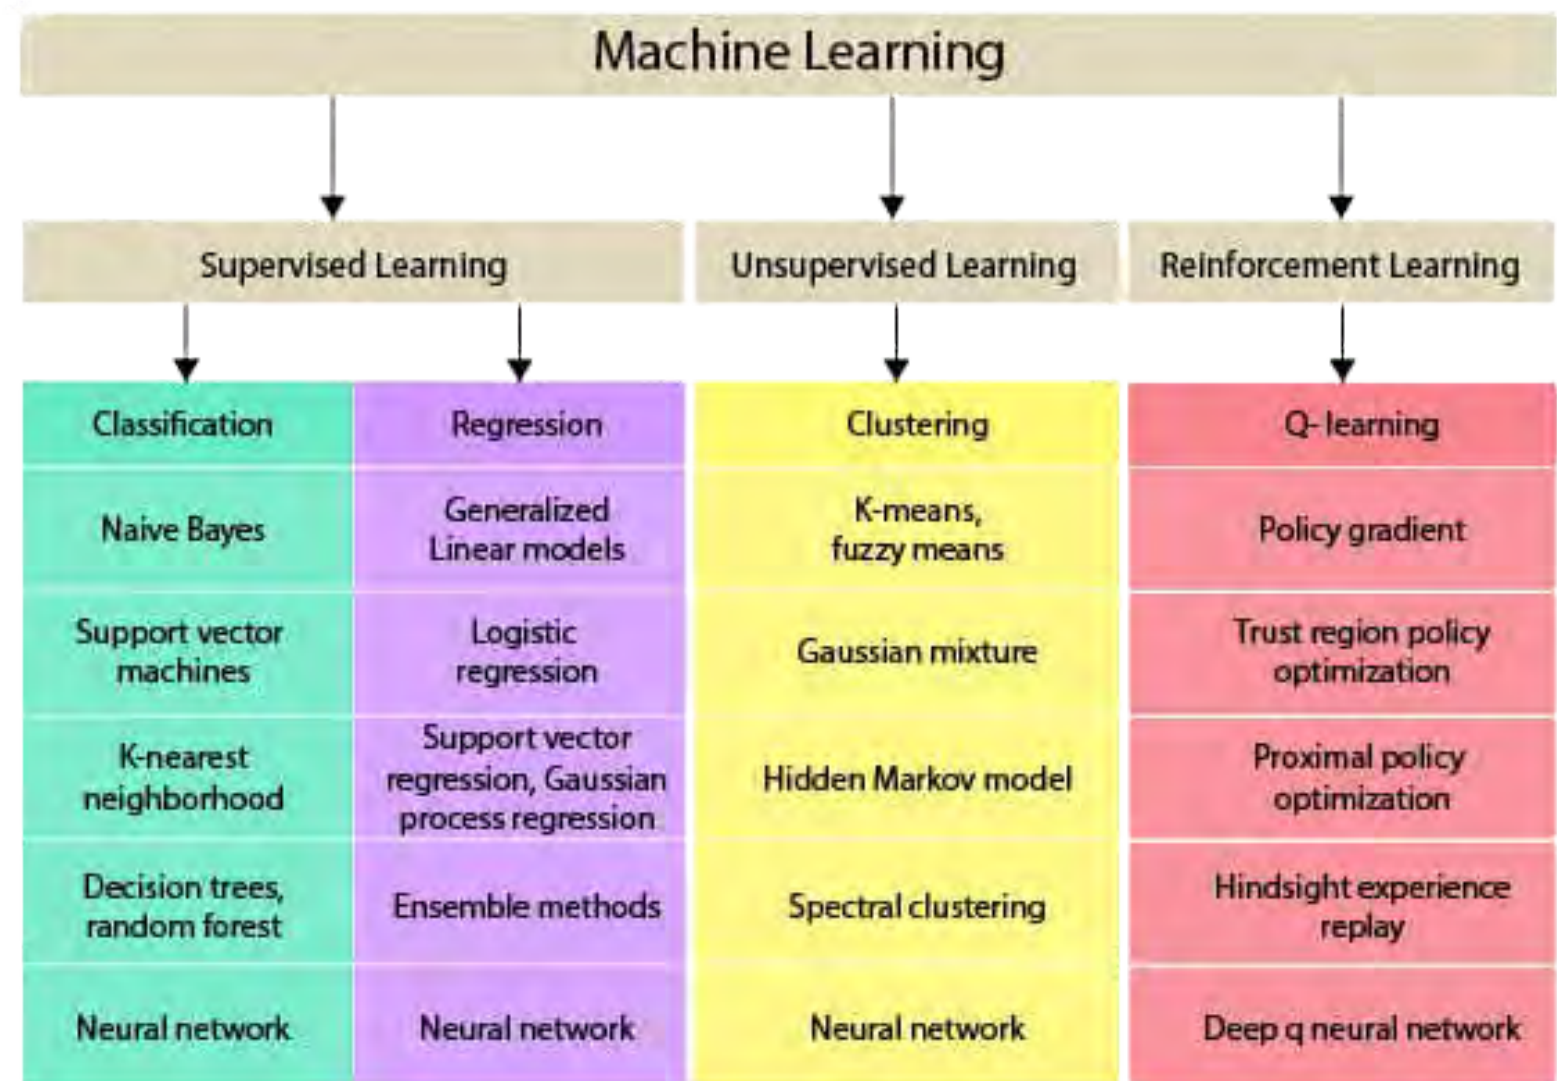 Machine Learning
Supervised Learning
Unsupervised Learning
Reinforcement Learning
Classification
Regression
Clustering
Q- learning
Naive Bayes
Generalized
Linear models
K-means,
fuzzy means
Policy gradient
Support vector
machines
Logistic
regression
Gaussian mixture
Trust region policy
optimization
K-nearest
neighborhood
Support vector
regression, Gaussian
process regression
Hidden Markov model
Proximal policy
optimization
Decision trees,
random forest
Ensemble methods
Spectral clustering
Hindsight experience
replay
Neural network
Neural network
Neural network
Deep q neural network